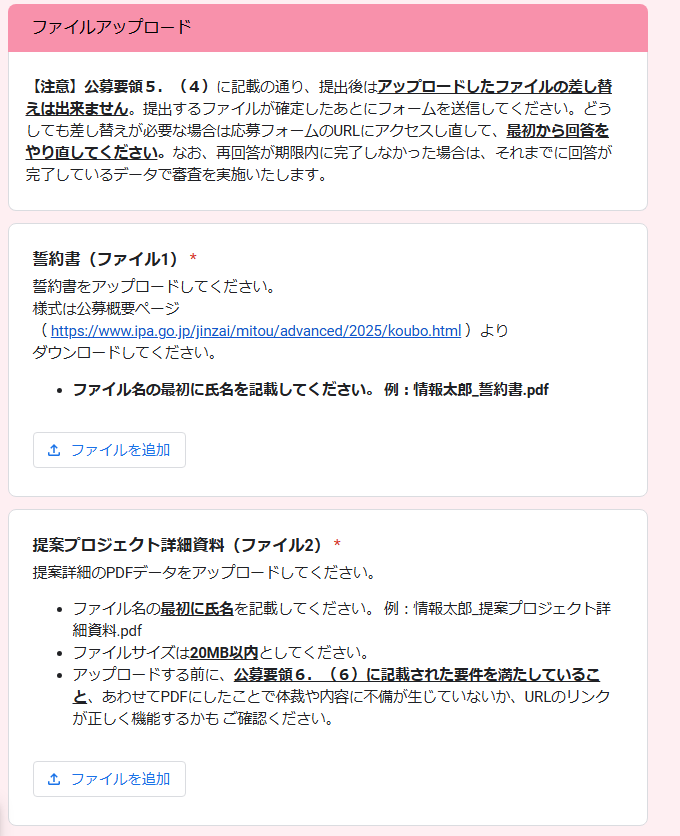 ファイルアップロード
【注意】公募要領５．（４）に記載の通り、提出後はアップロードしたファイルの差し替
えは出来ません。提出するファイルが確定したあとにフォームを送信してください。どう
しても差し替えが必要な場合は応募フォームのURLにアクセスし直して、最初から回答を
やり直してください。なお、再回答が期限内に完了しなかった場合は、それまでに回答が
完了しているデータで審査を実施いたします。
誓約書（ファイル1） *
誓約書をアップロードしてください。
様式は公募概要ページ
（ https://www.ipa.go.jp/jinzai/mitou/advanced/2025/koubo.html ）より
ダウンロードしてください。
• ファイル名の最初に氏名を記載してください。 例：情報太郎_誓約書.pdf
ファイルを追加
提案プロジェクト詳細資料（ファイル2） *
提案詳細のPDFデータをアップロードしてください。
• ファイル名の最初に氏名を記載してください。 例：情報太郎_提案プロジェクト詳
細資料.pdf
• ファイルサイズは20MB以内としてください。
• アップロードする前に、公募要領６．（６）に記載された要件を満たしているこ
と、あわせてPDFにしたことで体裁や内容に不備が生じていないか、URLのリンク
が正しく機能するかも ご確認ください。
ファイルを追加